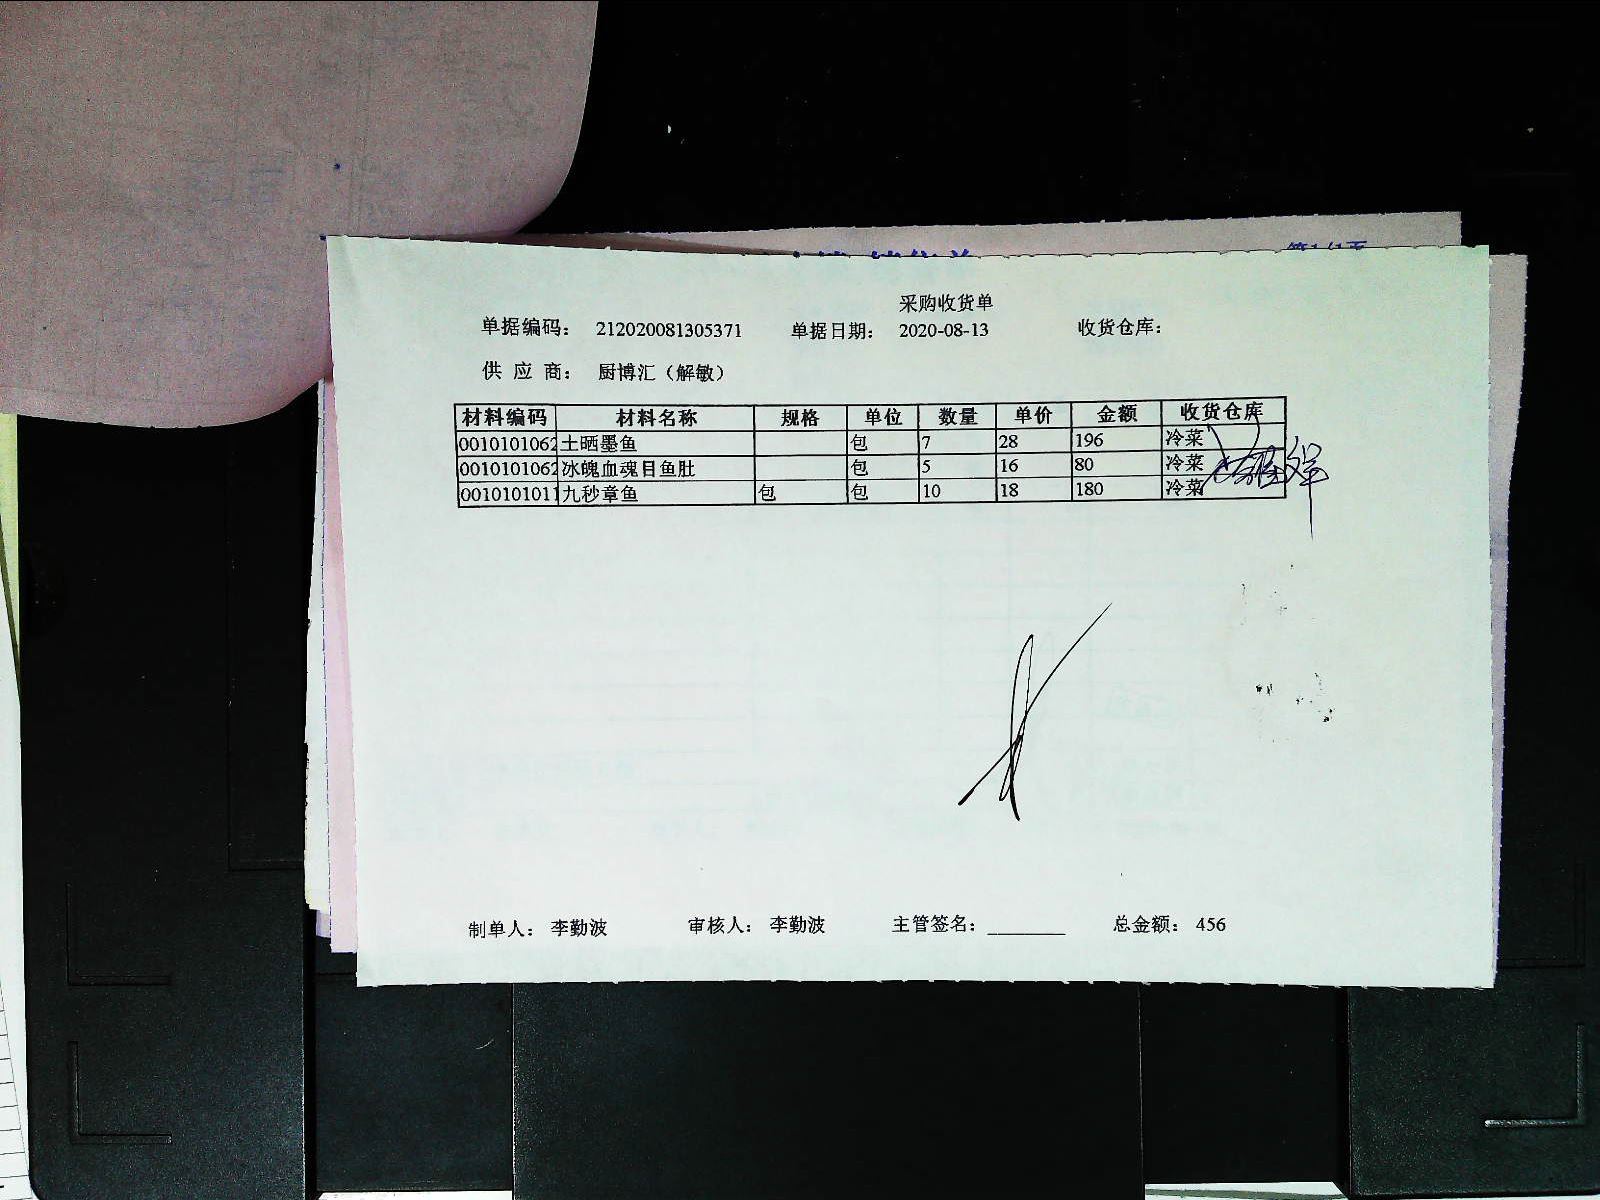 采购收货单
单据编码： 212020081305371 单据日期： 2020-08-13 收货仓库：
供 应 商： 厨博汇（解敏）
材料编码 材料名称 规格 单位 数量 单价 金额 收货仓库
0010101062 土晒墨鱼 包 7 28 196 冷菜
0010101062 冰魄血魂目鱼肚 包 5 16 80 冷菜
0010101011 九秒章鱼 包 包 10 18 180 冷菜
制单人： 李勤波 审核人： 李勤波 主管签名：________ 总金额： 456